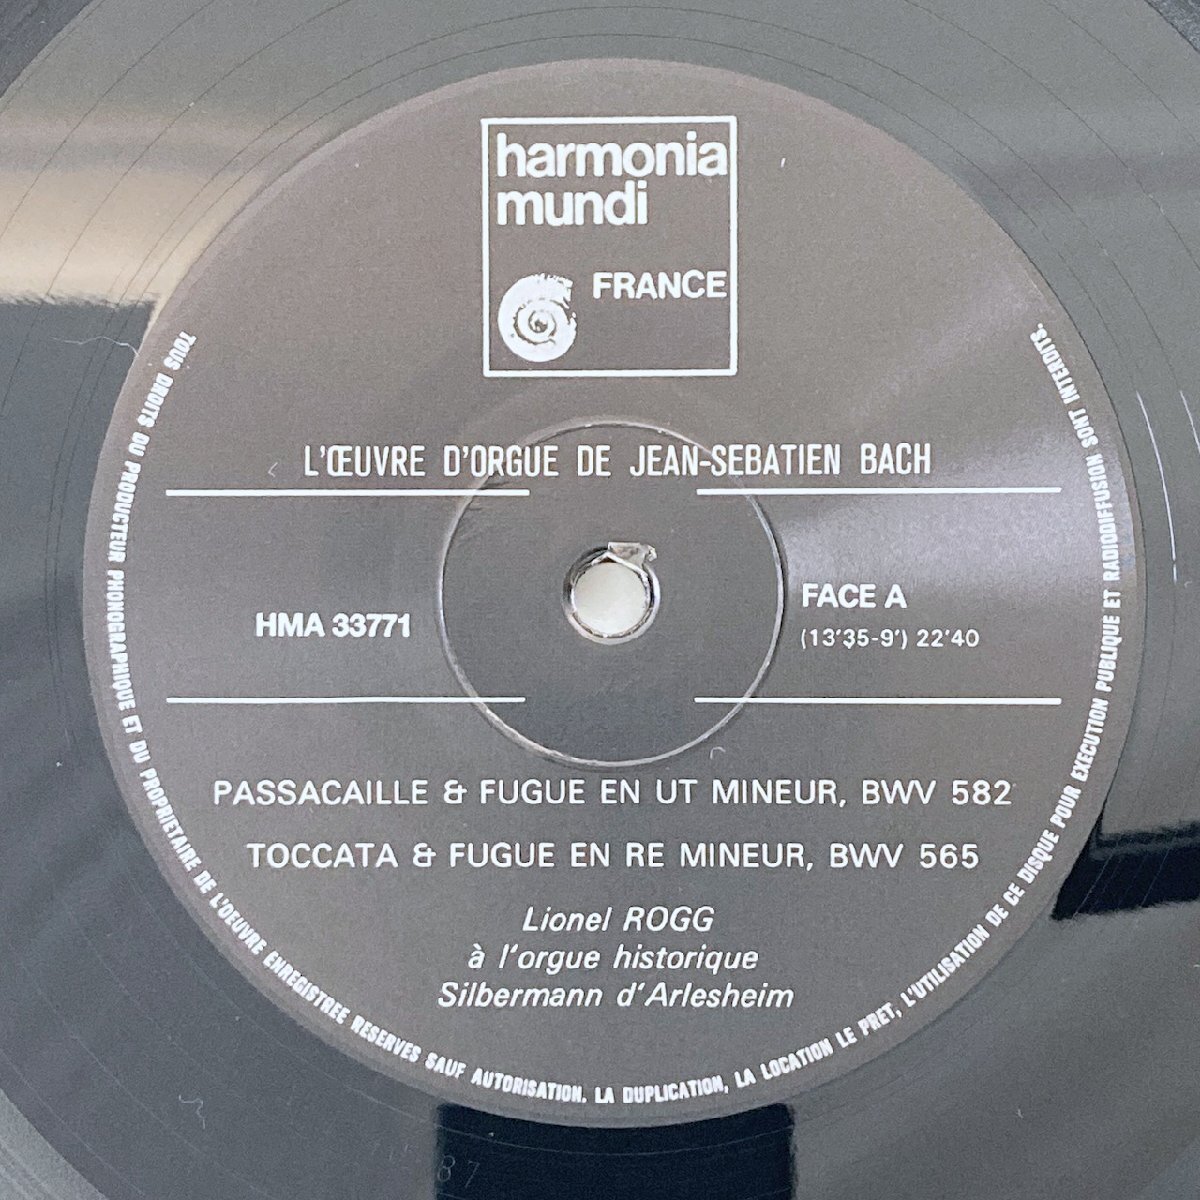 harmonia
mundi
FRANCE
L'ŒUVRE D'ORGUE DE JEAN-SEBATIEN BACH
HMA 33771
FACE A
(13'35-9') 22'40
PASSACAILLE & FUGUE EN UT MINEUR, BWV 582
TOCCATA & FUGUE EN RE MINEUR, BWV 565
Lionel ROGG
à l'orgue historique
Silbermann d'Arlesheim
TOUS DROITS DU PRODUCTEUR PHONOGRAPHIQUE ET DU PROPRIETAIRE DE L'OEUVRE ENREGISTREE RESERVES SAUF AUTORISATION. LA DUPLICATION, LA LOCATION LE PRET, L'UTILISATION DE CE DISQUE POUR EXECUTION PUBLIQUE ET RADIODIFFUSION SONT INTERDITS.
87